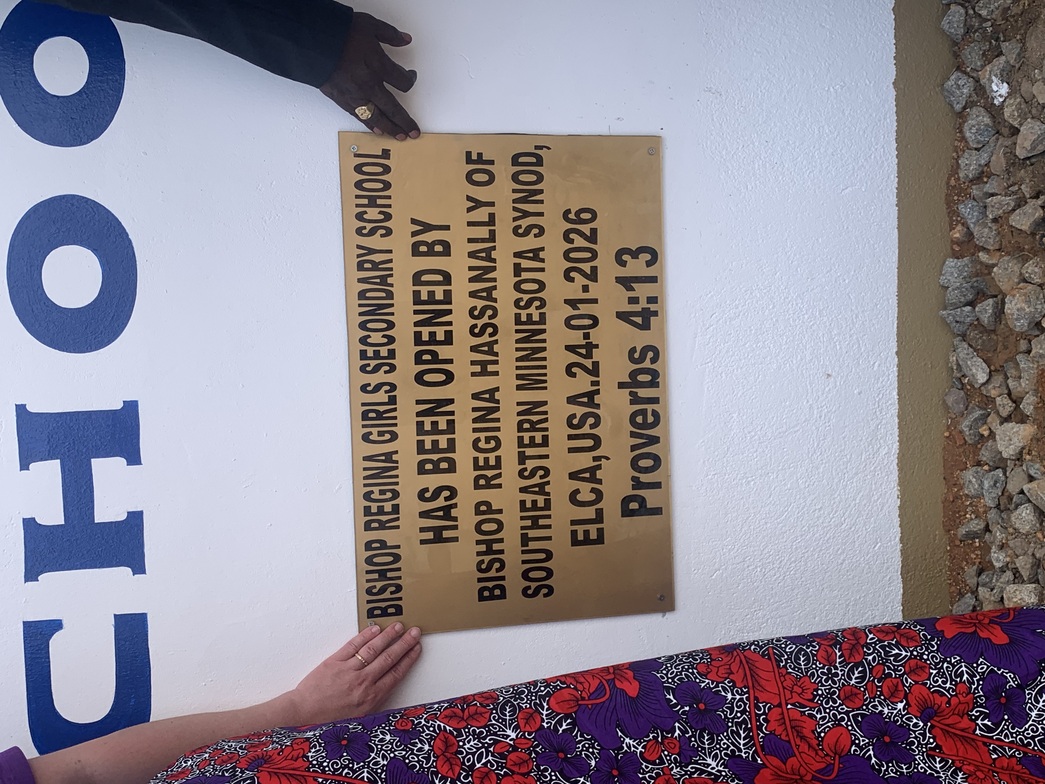 CHOO
BISHOP REGINA GIRLS SECONDARY SCHOOL
HAS BEEN OPENED BY
BISHOP REGINA HASSANALLY OF
SOUTHEASTERN MINNESOTA SYNOD,
ELCA,USA.24-01-2026
Proverbs 4:13